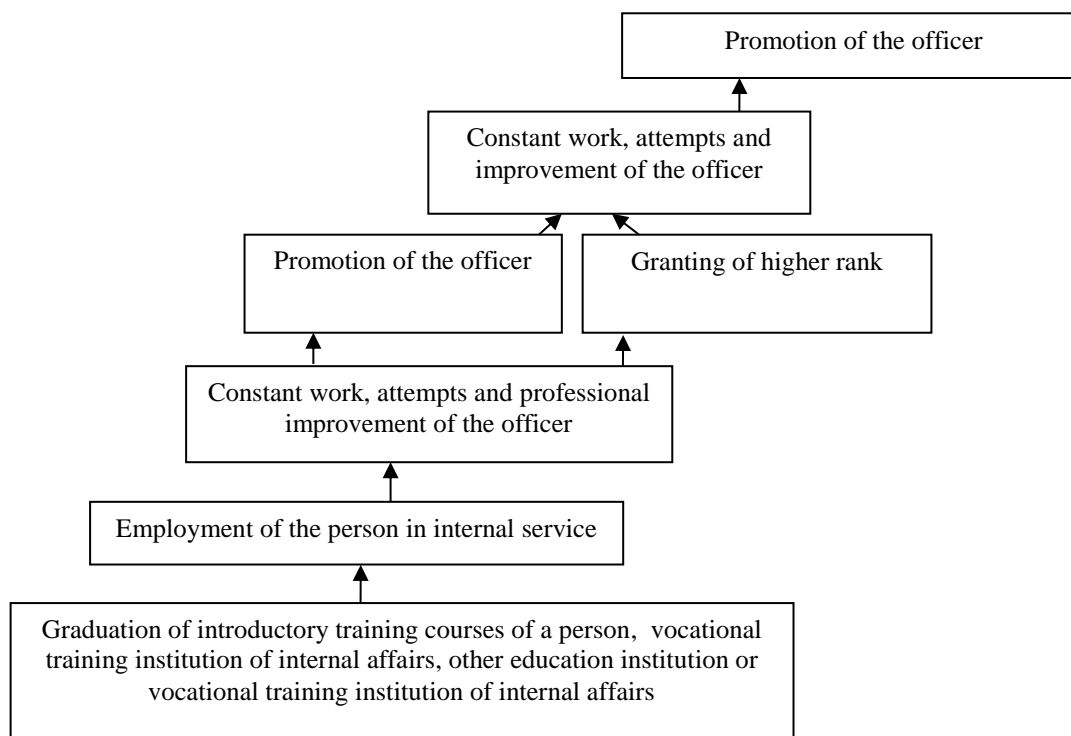 Promotion of the officer
Constant work, attempts and
improvement of the officer
Promotion of the officer
Granting of higher rank
Constant work, attempts and professional
improvement of the officer
Employment of the person in internal service
Graduation of introductory training courses of a person, vocational
training institution of internal affairs, other education institution or
vocational training institution of internal affairs